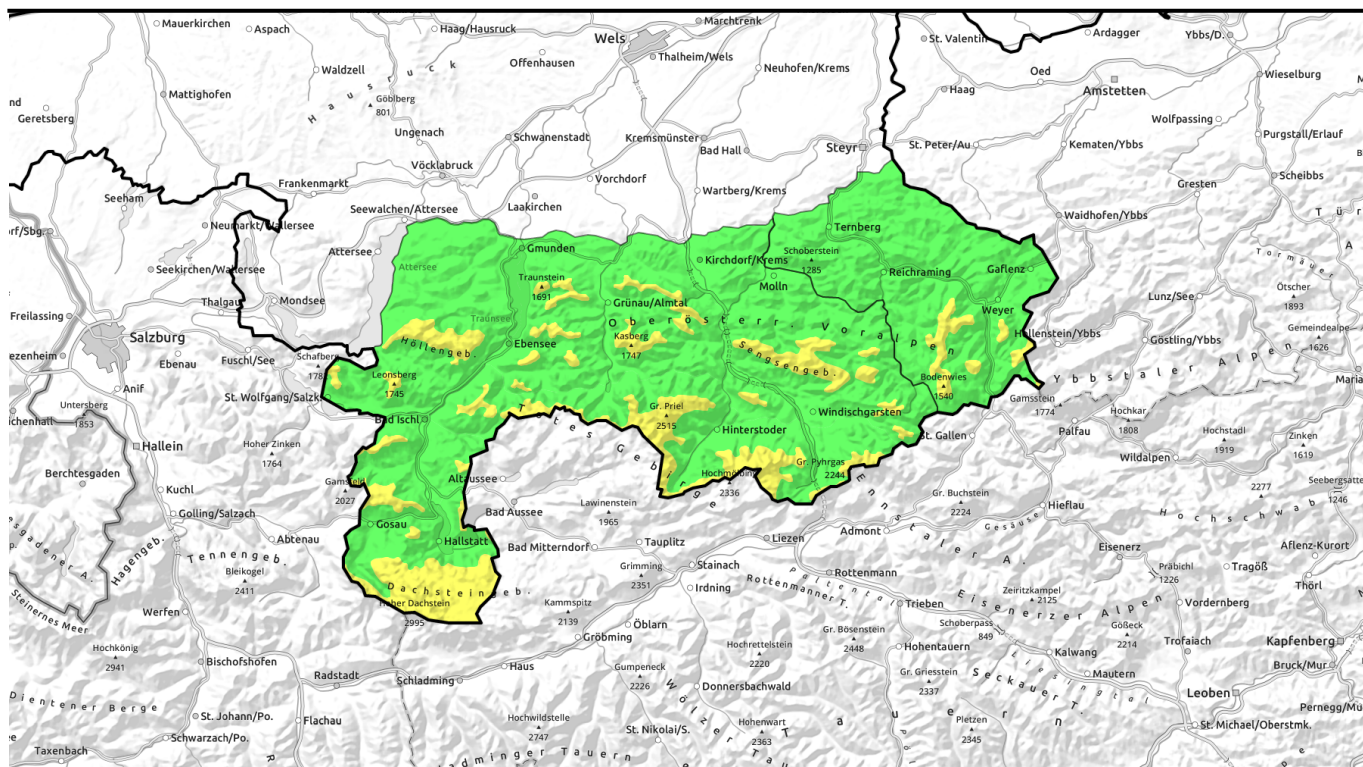 Mauerkirchen
Aspach
Haag/Hausruck
Marchtrenk
Wels
St. Valentin
Ardagger
Ybbs/D.
Offenhausen
Thalheim/Wels
Waldzell
Neuhofen/Krems
Oed
Wieselburg
Mattighofen
Hausruck
Göblberg
801
Haag
Amstetten
Geretsberg
Ungenach
Schwanenstadt
Kremsmünster
Wolfpassing
Purgstall/Erlauf
Bad Hall
Steyr
St. Peter/Au
Kematen/Ybbs
Vöcklabruck
Scheibbs
Frankenmarkt
Vorchdorf
Wartberg/Krems
Gresten
Seeham
Laakirchen
Seewalchen/Attersee
Waidhofen/Ybbs
Neumarkt/Wallersee
Ternberg
Attersee
Gmunden
Schoberstein
1285
Kirchdorf/Krems
Seekirchen/Wallersee
Attersee
Reichraming
Gaflenz
Tormäuer
Traunstein
1691
Molln
Ötscher
1893
Thalgau
Mondsee
Grünau/Almtal
Lunz/See
Freilassing
Traunsee
Oberösterr. Voralpen
Weyer
Salzburg
Höllengeb.
Ebensee
Kasberg
1747
Sengsengeb.
Hollenstein/Ybbs
Göstling/Ybbs
Gemeindealpe
1626
Ebenau
Fuschl/See
Schafberg
Leonsberg
1745
Bodenwies
1540
Ybbstaler Alpen
Anif
St. Wolfgang/Salzk
Gamsstein
1774
Untersberg
1853
Bad Ischl
Totes Gebirge
Gr. Priel
2515
Windischgarsten
Hochkar
1808
Hallein
Hoher Zinken
1764
Hinterstoder
St. Gallen
Palfau
Hochstadl
1919
Zinken
1619
Wildalpen
Berchtesgaden
Gamsfeld
2027
Altaussee
Hochmölbing
2336
Gr. Pyhrgas
2244
Kuchl
Lawinenstein
1965
Gr. Buchstein
2224
2277
1246
Golling/Salzach
Bad Aussee
Hieflau
Hochschwab
Gosau
Gesäuse
Abtenau
Hallstatt
Bad Mitterndorf
Tauplitz
Liezen
Admont
Ennstaler A.
Hagengeb.
Tennengeb.
Eisenerz
Aflenz-Kurort
Bleikogel
2411
Grimming
2351
Stainach
Rottenmann
Präbichl
1226
Tragöß
Dachsteingeb.
Irdning
Rottenmanner T.
Paltental
Zeiritzkampel
2125
Thörl
Steinernes Meer
Hoher Dachstein
2995
Kammspitz
2139
Trieben
Eisenerzer Alpen
Vordernberg
Werfen
Öblarn
Schoberpass
849
Gößeck
2214
Gröbming
Gr. Bösenstein
2448
Trofaiach
Kapfenberg
Hochkönig
2941
Hochrettelstein
2220
Hohentauern
Kalwang
Bischofshofen
Haus
Gumpeneck
2226
Gr. Griesstein
2337
Liesingtal
Bruck/Mur
Radstadt
Schladming
Donnersbachwald
Seckauer T.
Mautern
Leoben
Dientener Berge
Wölzer
Pernegg/Mu
St. Johann/Po.
Flachau
Hochwildstelle
2747
St. Nikolai/S.
Hohenwart
2363
Pletzen
2345
St. Michael/Oberstmk.
Schwarzach/Po.
Taxenbach